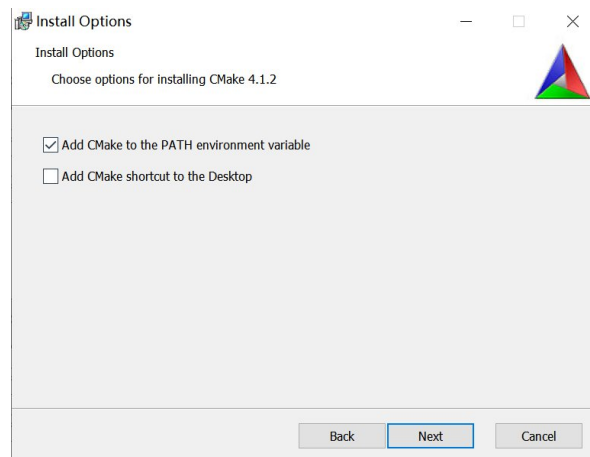 Install Options
Install Options
Choose options for installing CMake 4.1.2
Add CMake to the PATH environment variable
Add CMake shortcut to the Desktop
Back Next Cancel